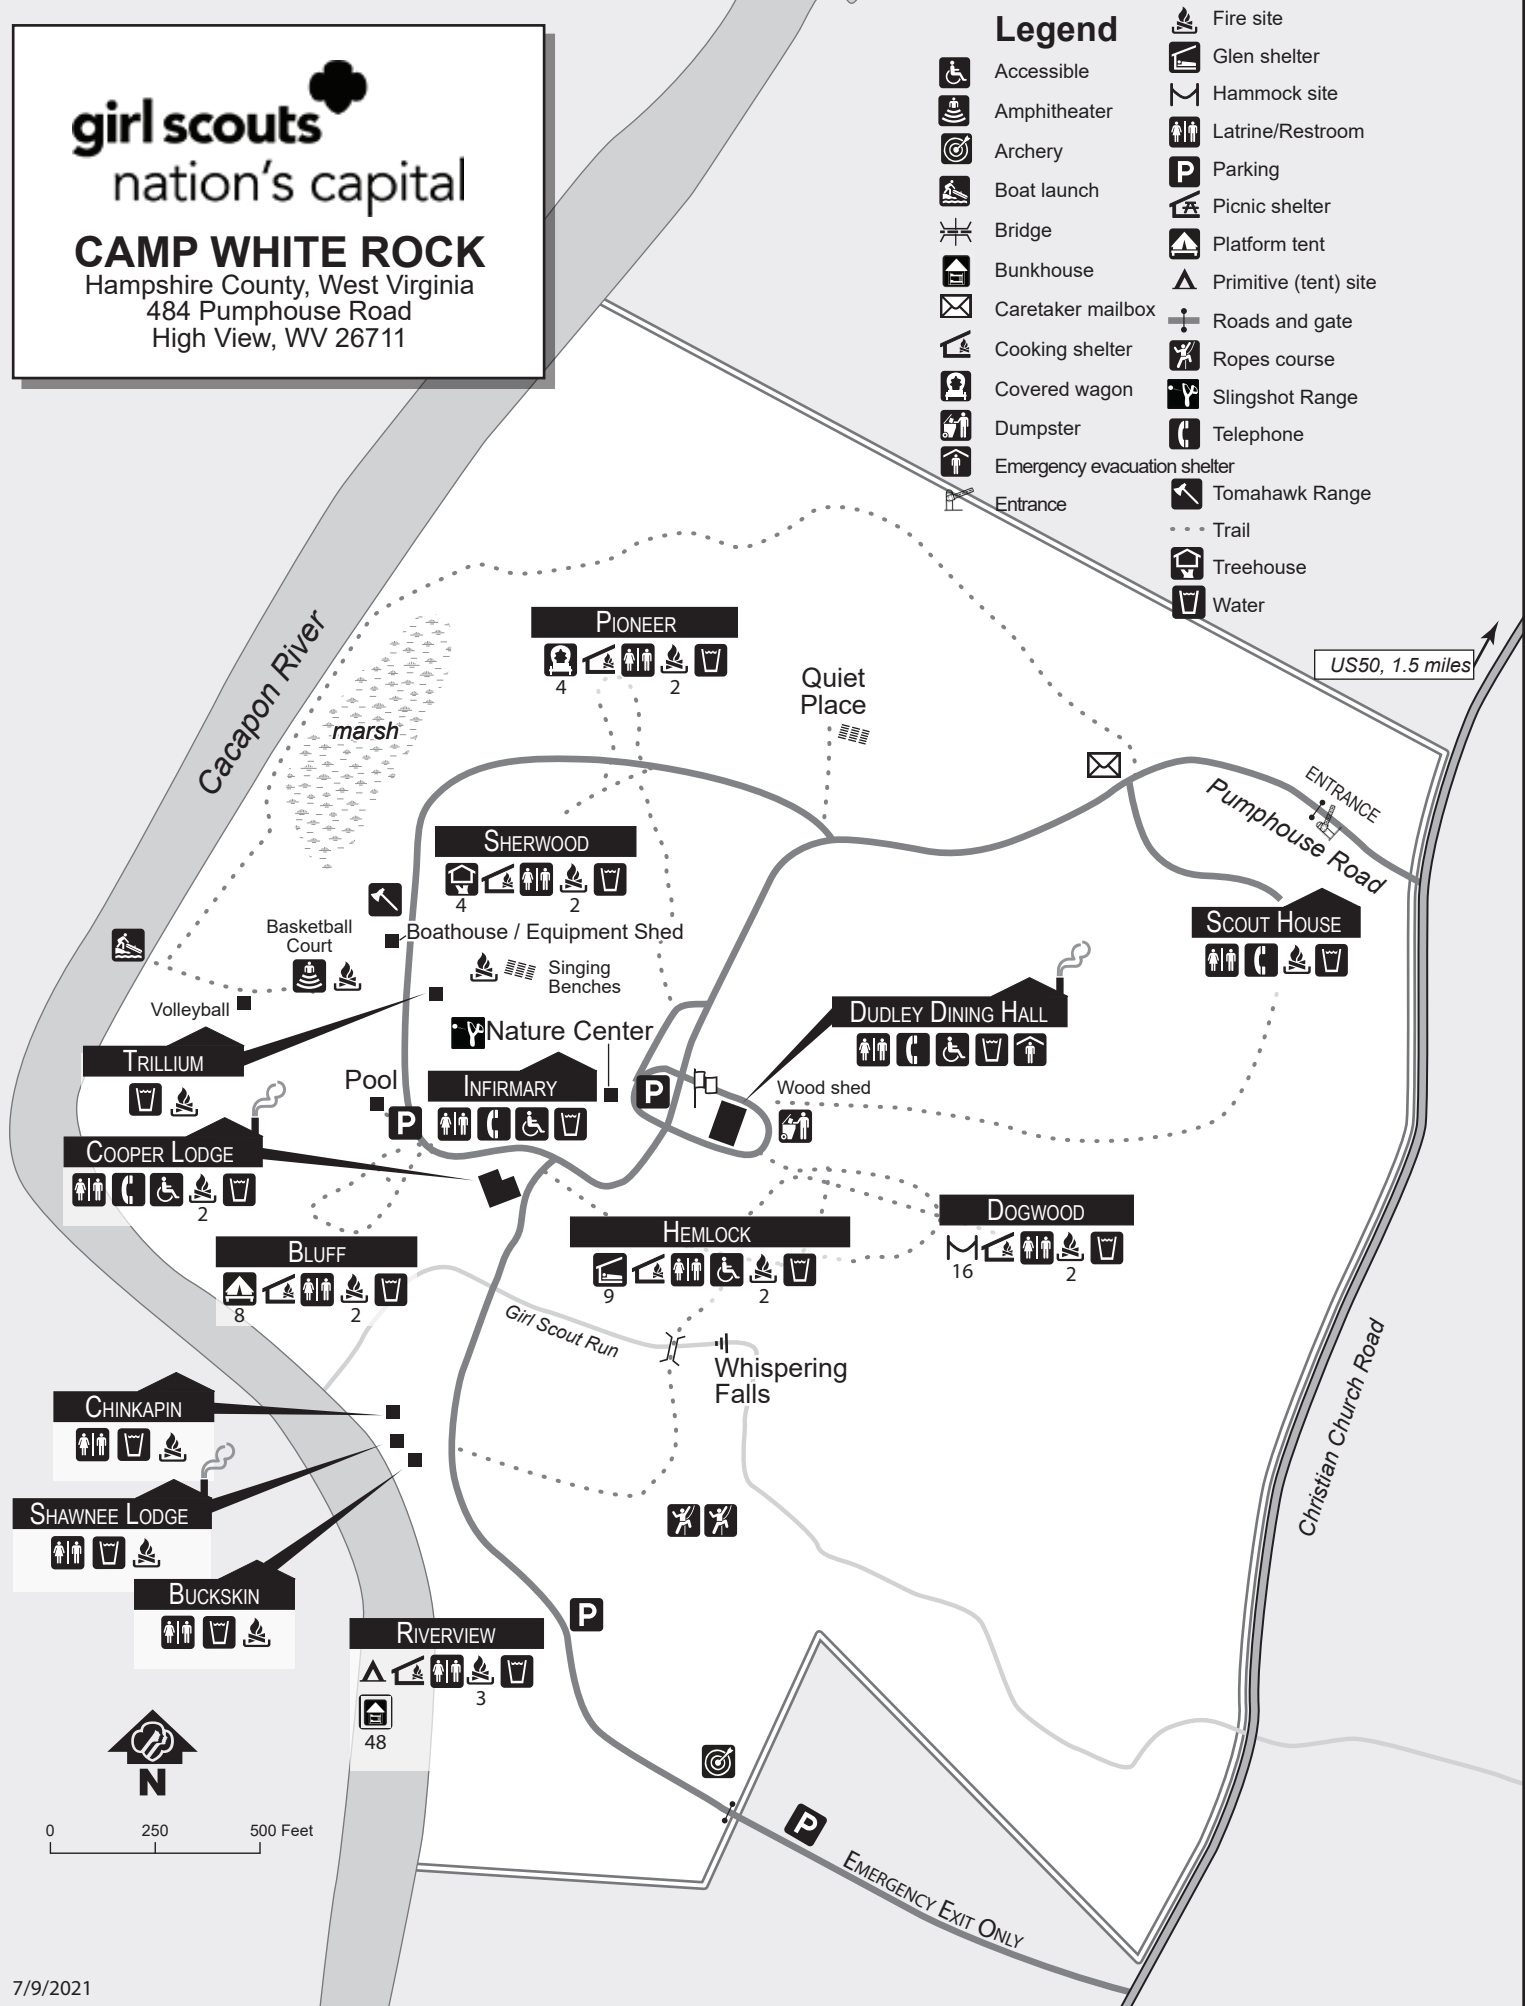 girl scouts
nation's capital
CAMP WHITE ROCK
Hampshire County, West Virginia
484 Pumphouse Road
High View, WV 26711
Legend
Accessible
Amphitheater
Archery
Boat launch
Bridge
Bunkhouse
Caretaker mailbox
Cooking shelter
Covered wagon
Dumpster
Emergency evacuation shelter
Entrance
Fire site
Glen shelter
Hammock site
Latrine/Restroom
P Parking
Picnic shelter
Platform tent
Primitive (tent) site
Roads and gate
Ropes course
Slingshot Range
Telephone
Tomahawk Range
Trail
Treehouse
Water
US50, 1.5 miles
Cacapon River
marsh
PIONEER
4 2
Quiet
Place
ENTRANCE
Pumphouse Road
SHERWOOD
4 2
SCOUT HOUSE
Basketball
Court
Boathouse / Equipment Shed
Singing
Benches
Volleyball
DUDLEY DINING HALL
Nature Center
TRILLIUM
Pool
INFIRMARY
P
P
Wood shed
COOPER LODGE
2
DOGWOOD
16 2
HEMLOCK
9 2
BLUFF
8 2
Girl Scout Run
Whispering
Falls
CHINKAPIN
SHAWNEE LODGE
BUCKSKIN
Christian Church Road
P
RIVERVIEW
3
48
N
0 250 500 Feet
P
EMERGENCY EXIT ONLY
7/9/2021